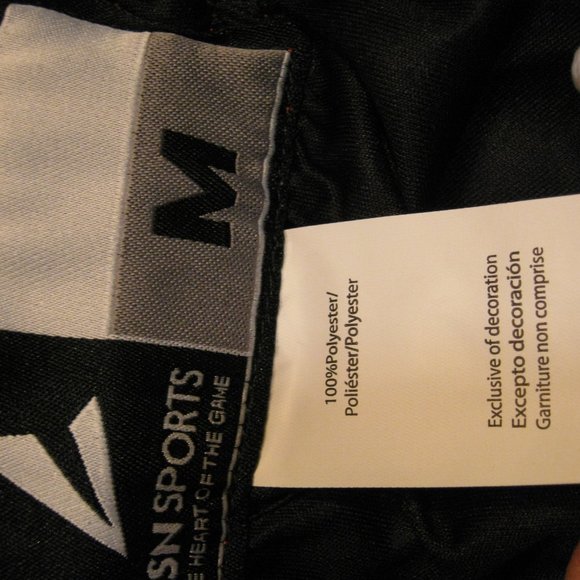 M
SN SPORTS
E HEART OF THE GAME
100%Polyester/
Poliéster/Polyester
Exclusive of decoration
Excepto decoración
Garniture non comprise